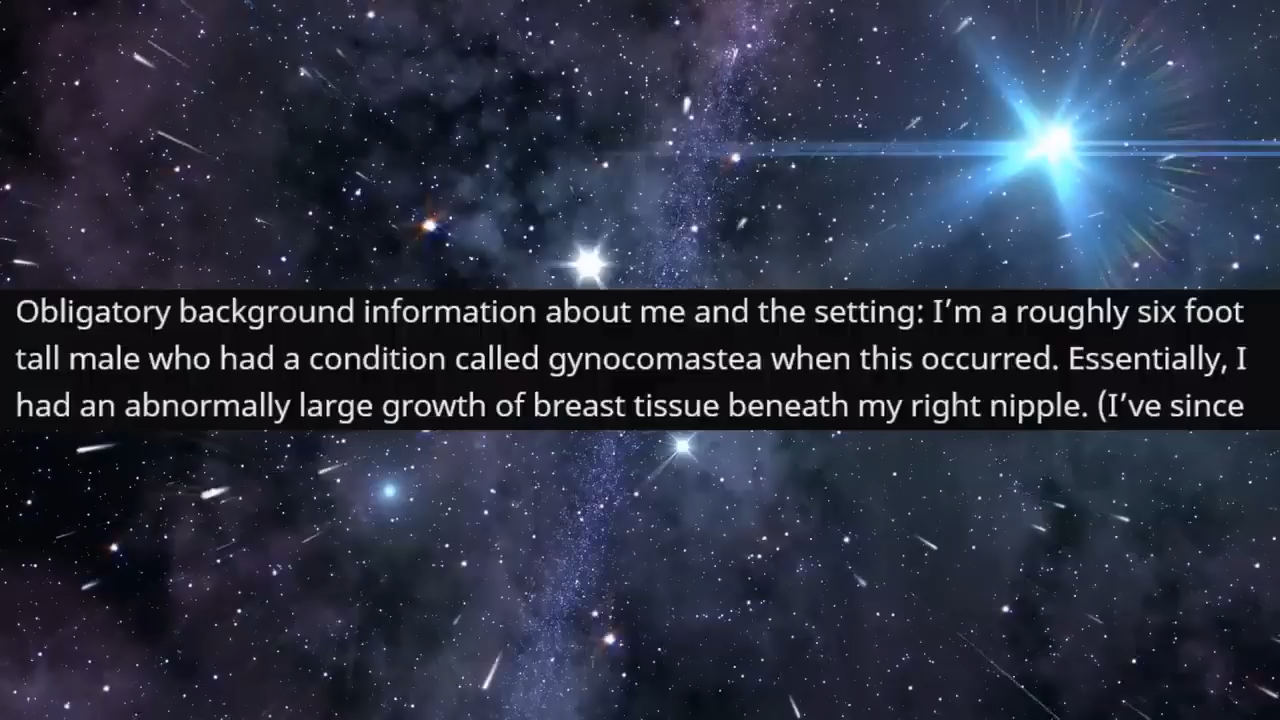 Obligatory background information about me and the setting: I’m a roughly six foot
tall male who had a condition called gynocomastea when this occurred. Essentially, I
had an abnormally large growth of breast tissue beneath my right nipple. (I’ve since